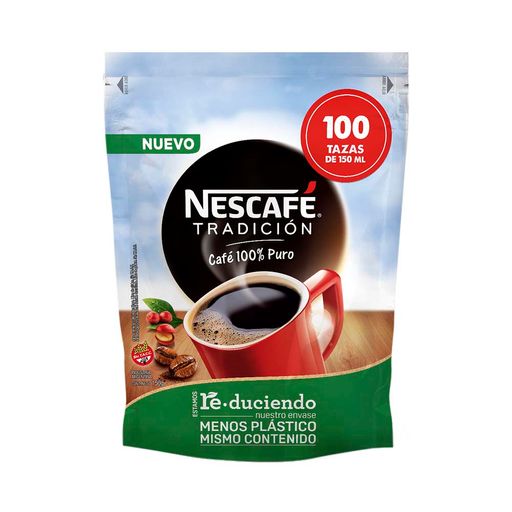 NUEVO
100
TAZAS
DE 150 ML
NESCAFÉ®
TRADICIÓN
Café 100% Puro
ESTAMOS
re·duciendo
nuestro envase
MENOS PLÁSTICO
MISMO CONTENIDO